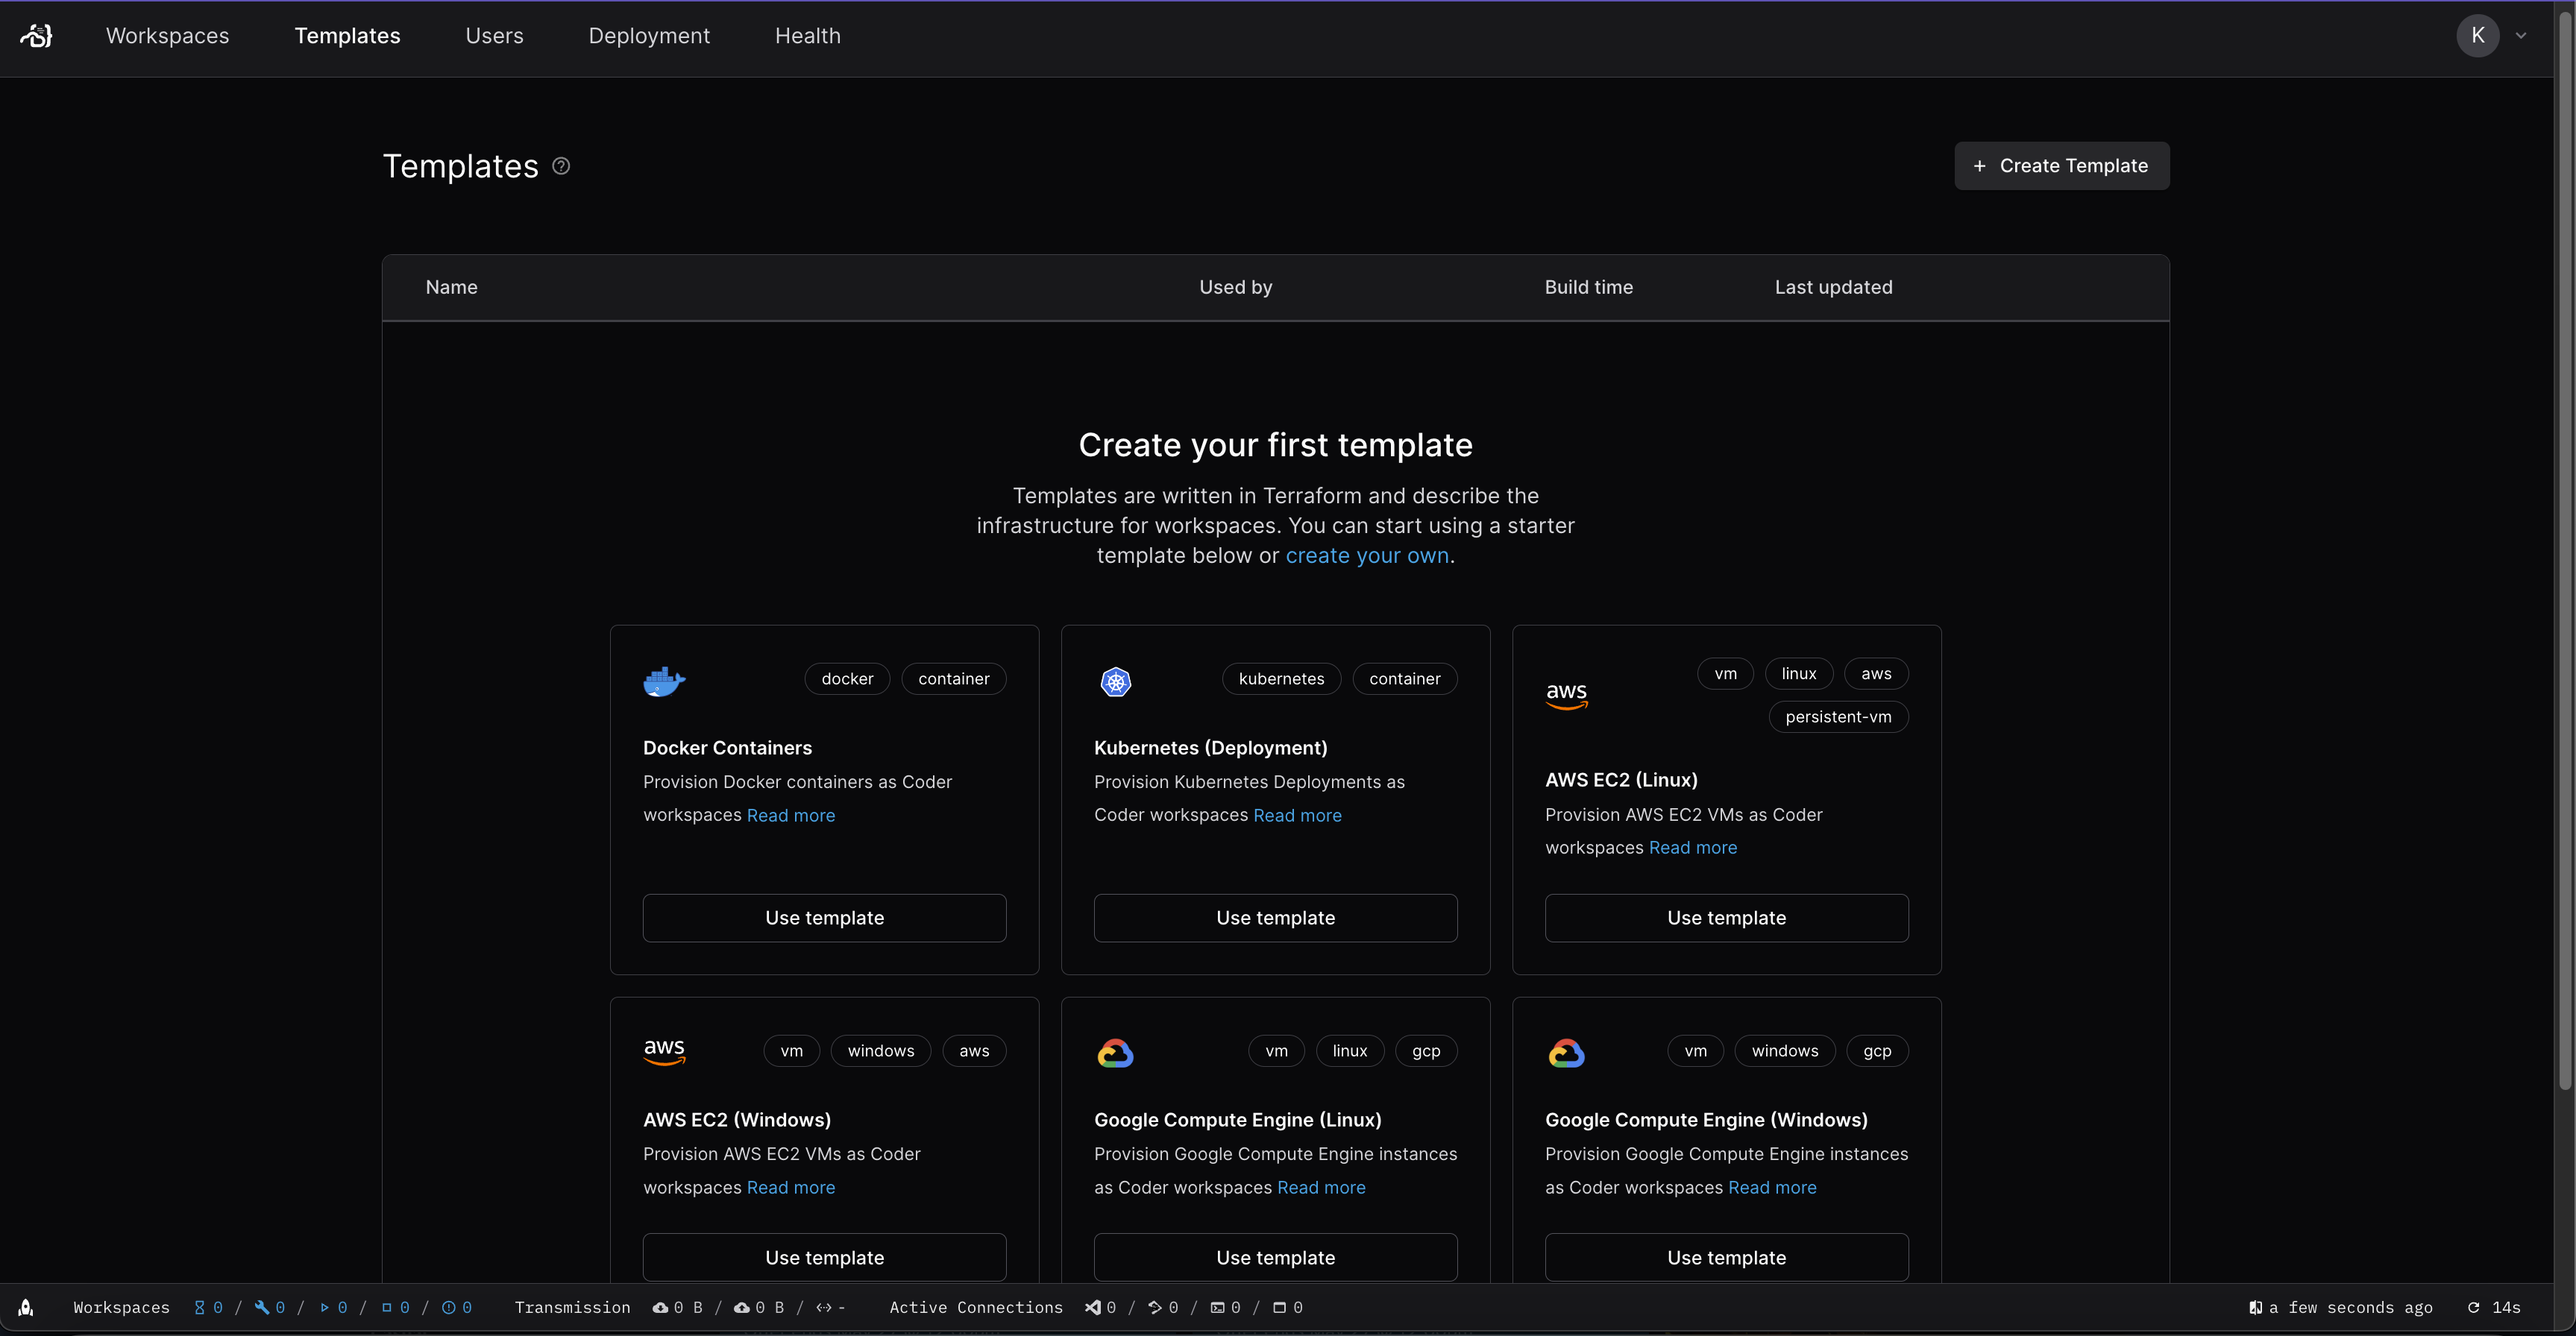 Workspaces Templates Users Deployment Health K
Templates
+ Create Template
Name Used by Build time Last updated
Create your first template
Templates are written in Terraform and describe the
infrastructure for workspaces. You can start using a starter
template below or create your own.
docker container
Docker Containers
Provision Docker containers as Coder
workspaces Read more
Use template
kubernetes container
Kubernetes (Deployment)
Provision Kubernetes Deployments as
Coder workspaces Read more
Use template
aws
vm linux aws
persistent-vm
AWS EC2 (Linux)
Provision AWS EC2 VMs as Coder
workspaces Read more
Use template
aws
vm windows aws
AWS EC2 (Windows)
Provision AWS EC2 VMs as Coder
workspaces Read more
Use template
vm linux gcp
Google Compute Engine (Linux)
Provision Google Compute Engine instances
as Coder workspaces Read more
Use template
vm windows gcp
Google Compute Engine (Windows)
Provision Google Compute Engine instances
as Coder workspaces Read more
Use template
Workspaces 0 / 0 / 0 / 0 / 0 Transmission 0 B / 0 B / - Active Connections 0 / 0 / 0 / 0 a few seconds ago 14s